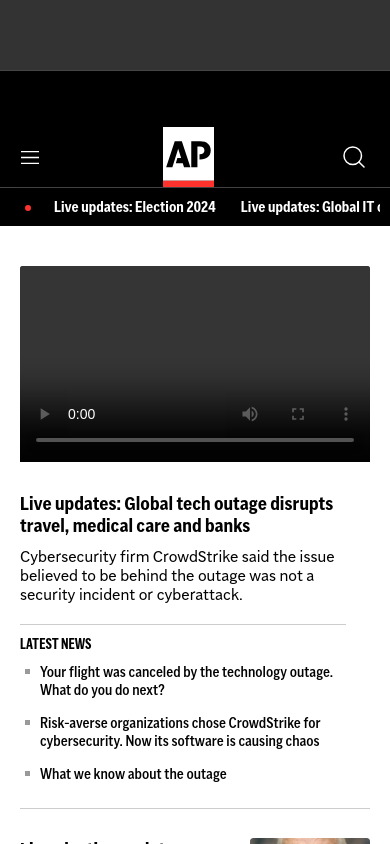 AP
Live updates: Election 2024 Live updates: Global IT
0:00
Live updates: Global tech outage disrupts
travel, medical care and banks
Cybersecurity firm CrowdStrike said the issue
believed to be behind the outage was not a
security incident or cyberattack.
LATEST NEWS
Your flight was canceled by the technology outage.
What do you do next?
Risk-averse organizations chose CrowdStrike for
cybersecurity. Now its software is causing chaos
What we know about the outage